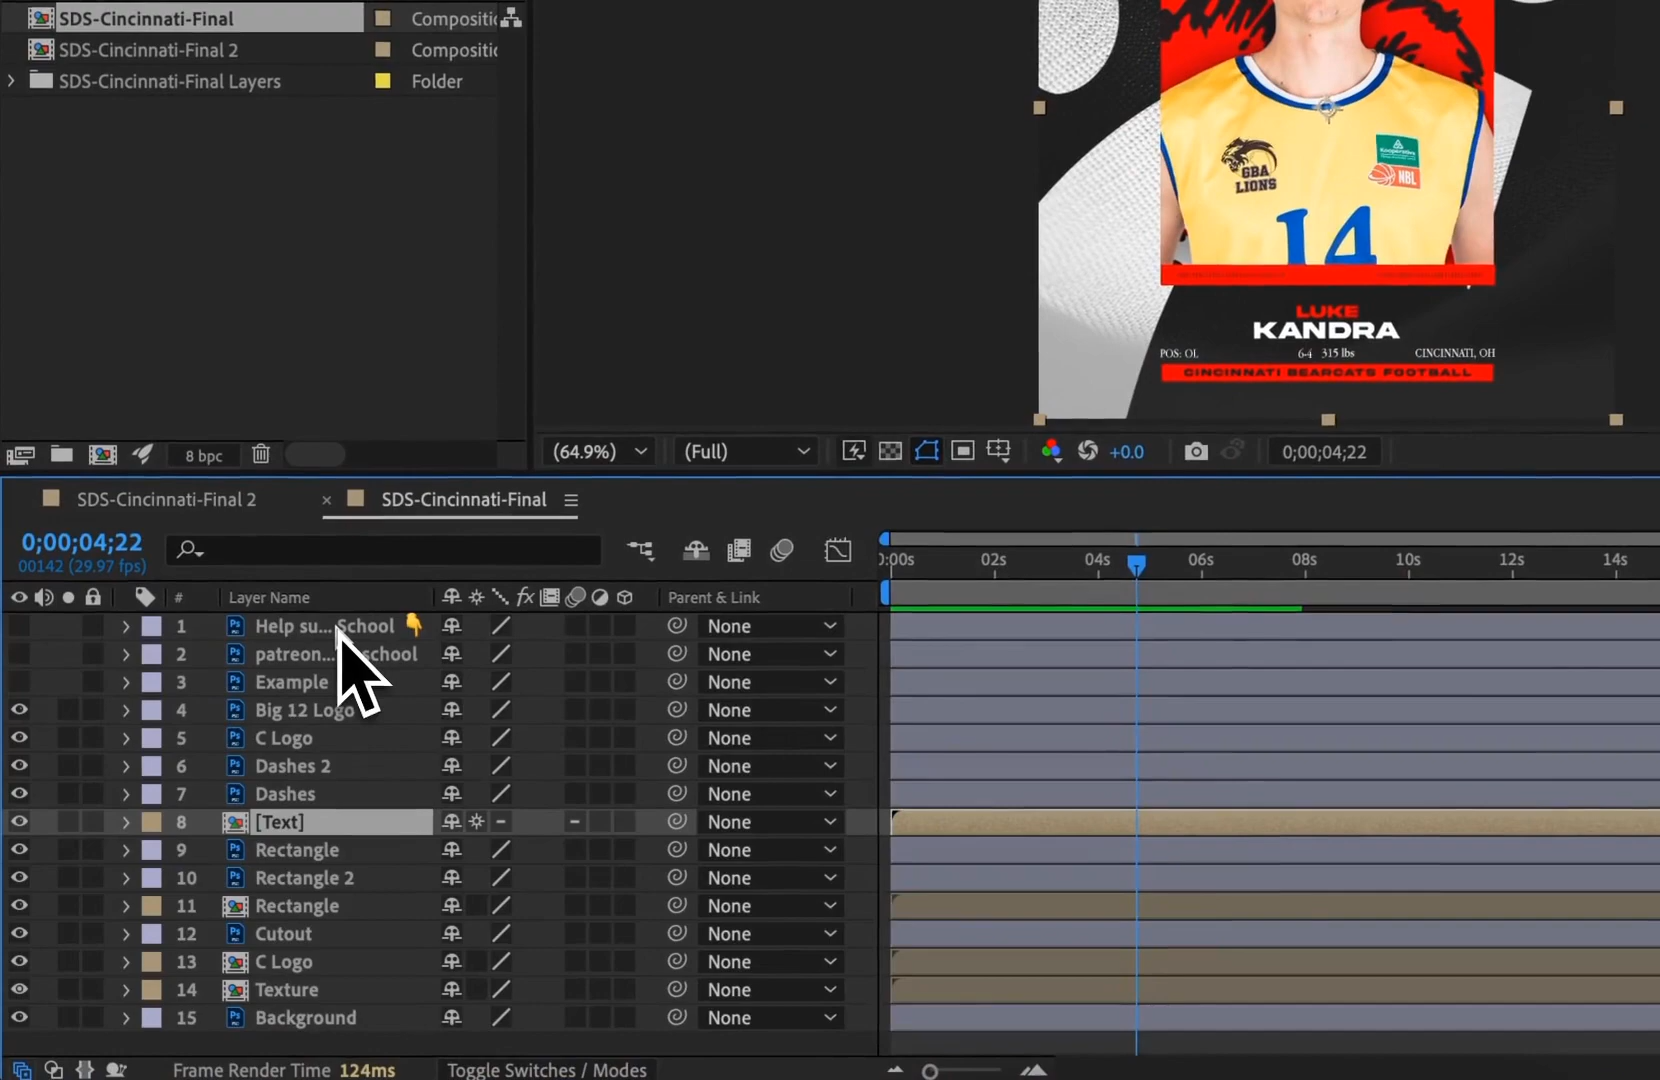 SDS-Cincinnati-Final
Compositic
SDS-Cincinnati-Final 2
Compositic
SDS-Cincinnati-Final Layers
Folder
GBA
LIONS
Kooperative
NBL
14
LUKE
KANDRA
POS: OL
6-4 315 lbs
CINCINNATI, OH
CINCINNATI BEARCATS FOOTBALL
8 bpc
(64.9%)
(Full)
+0.0
0;00;04;22
SDS-Cincinnati-Final 2
× SDS-Cincinnati-Final
0;00;04;22
00142 (29.97 fps)
:00s 02s 04s 06s 08s 10s 12s 14s
# Layer Name fx Parent & Link
1 Help su... School 👇 None
2 patreon... school None
3 Example None
4 Big 12 Logo None
5 C Logo None
6 Dashes 2 None
7 Dashes None
8 [Text] None
9 Rectangle None
10 Rectangle 2 None
11 Rectangle None
12 Cutout None
13 C Logo None
14 Texture None
15 Background None
Frame Render Time 124ms
Toggle Switches / Modes